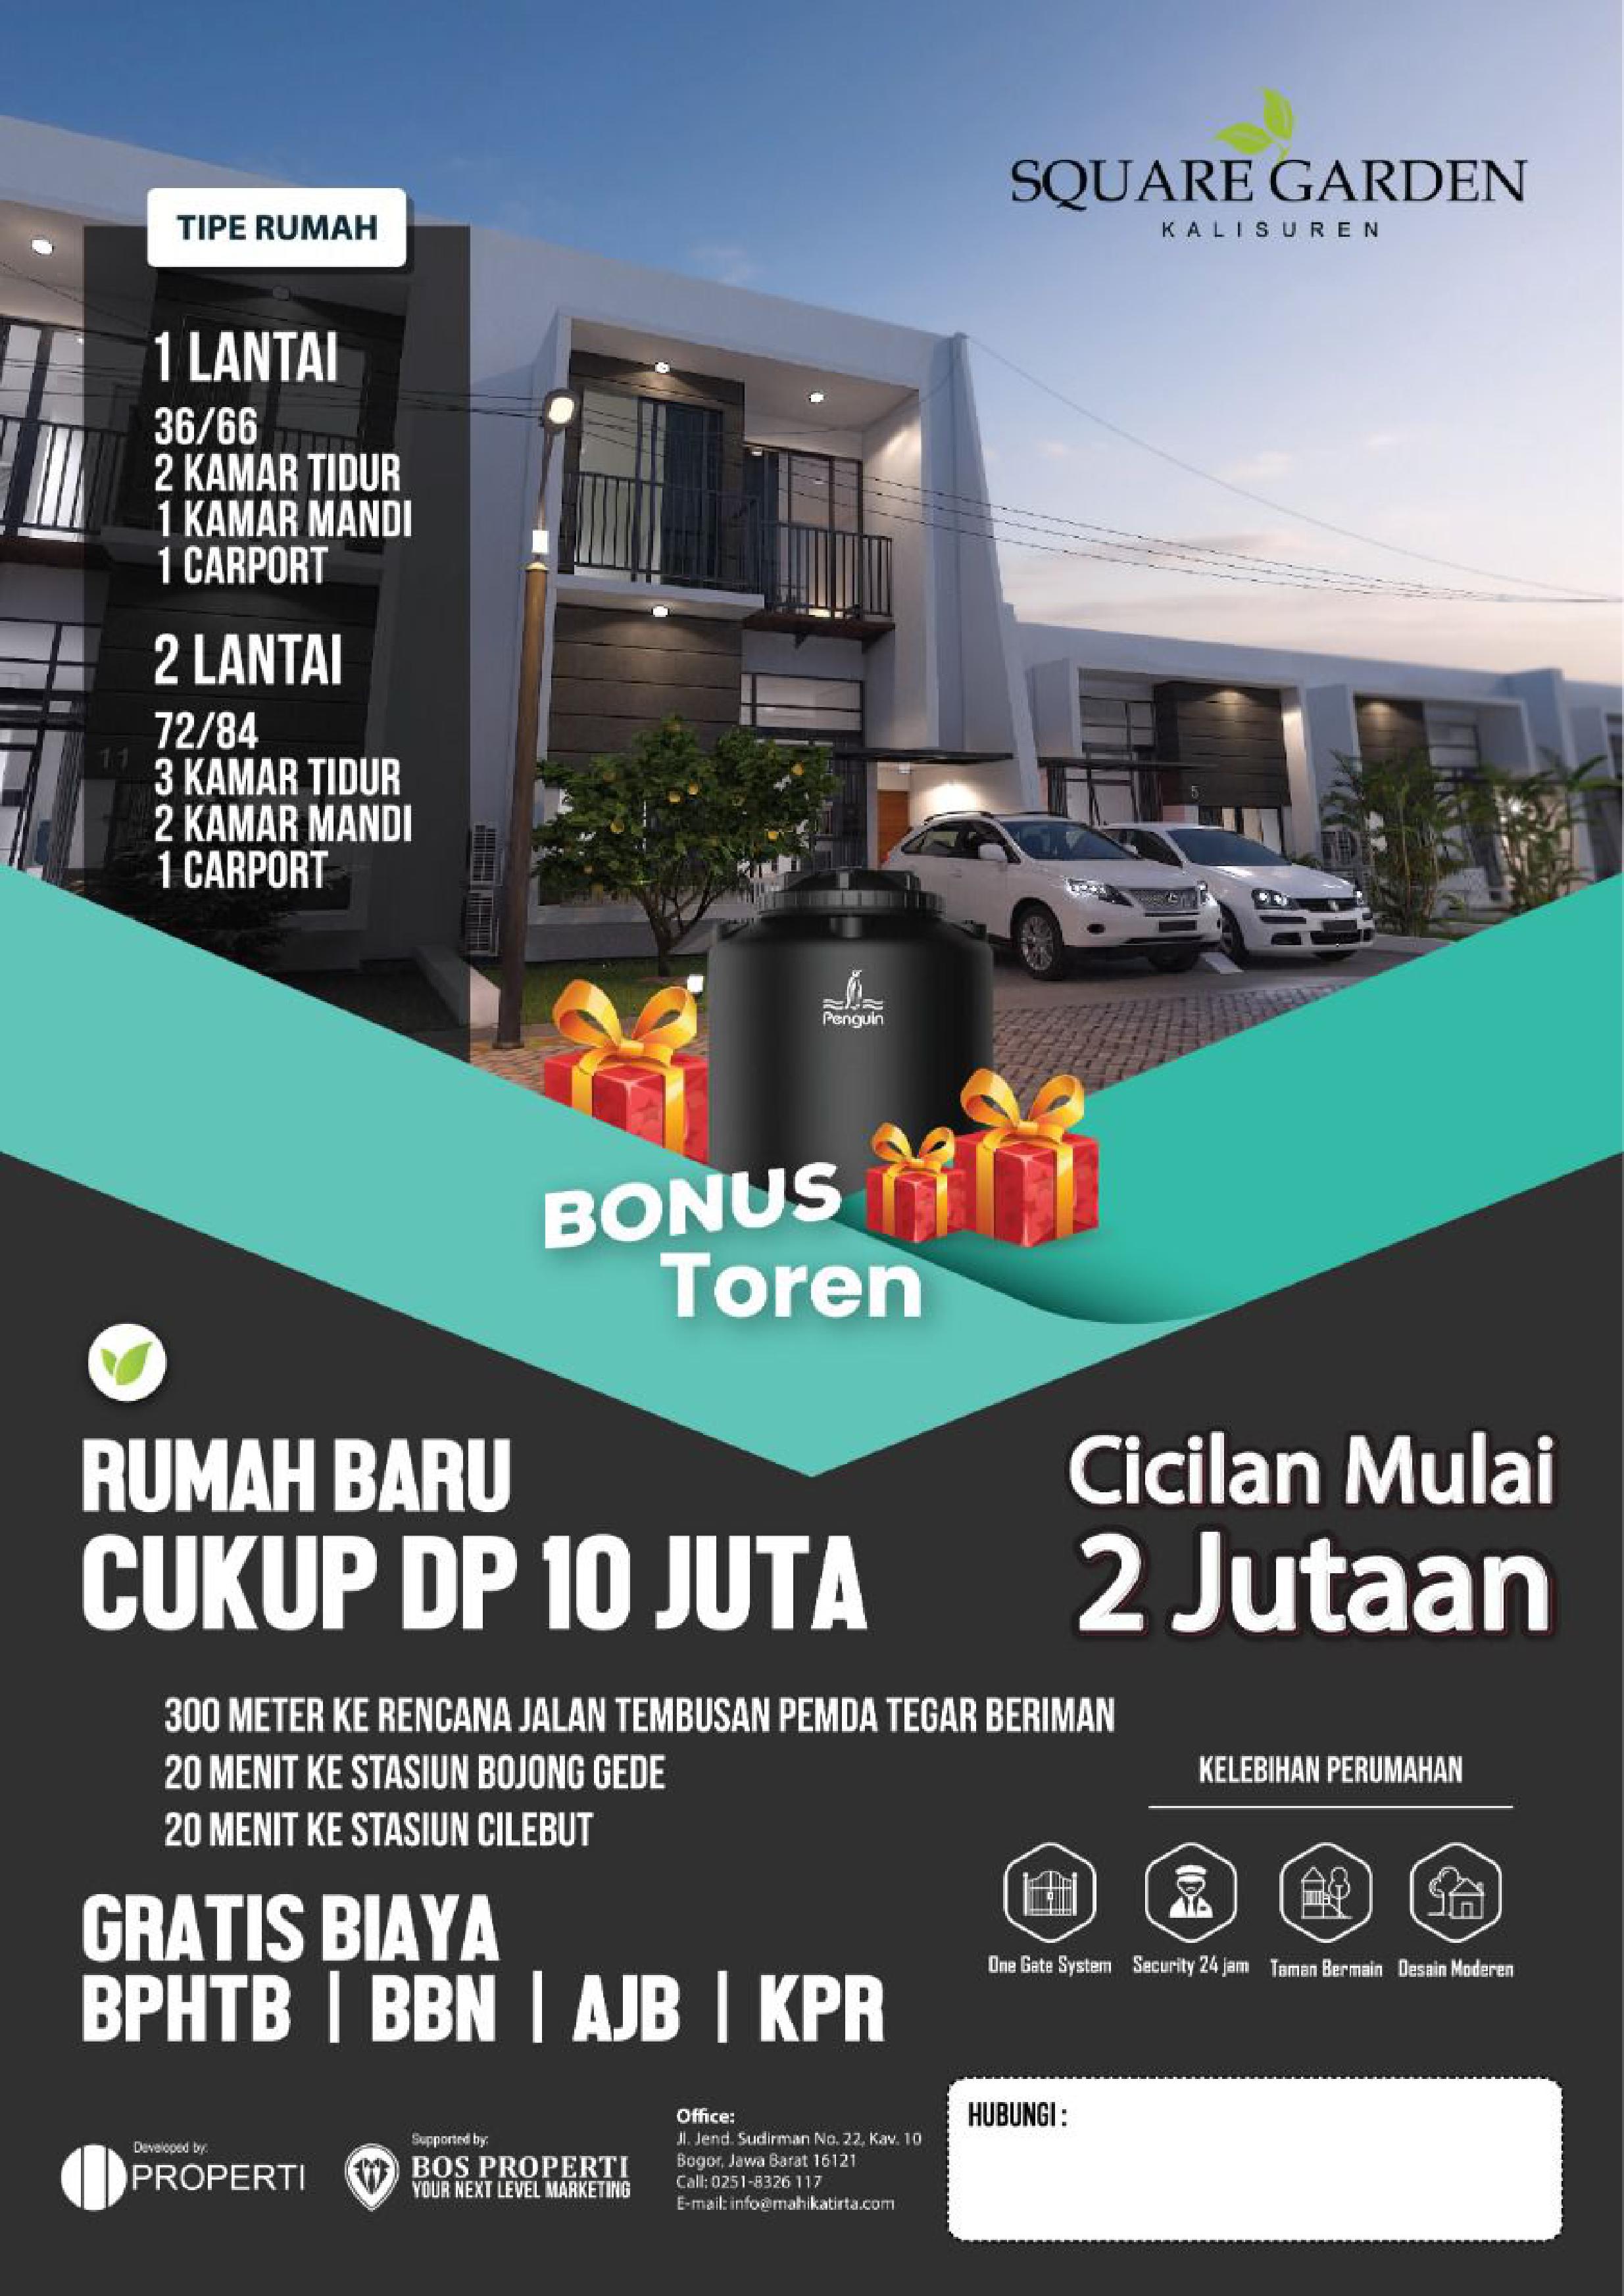 SQUARE GARDEN
KALISUREN
TIPE RUMAH
1 LANTAI
36/66
2 KAMAR TIDUR
1 KAMAR MANDI
1 CARPORT
2 LANTAI
72/84
3 KAMAR TIDUR
2 KAMAR MANDI
1 CARPORT
11
5
Penguin
BONUS
Toren
RUMAH BARU
CUKUP DP 10 JUTA
Cicilan Mulai
2 Jutaan
300 METER KE RENCANA JALAN TEMBUSAN PEMDA TEGAR BERIMAN
20 MENIT KE STASIUN BOJONG GEDE
20 MENIT KE STASIUN CILEBUT
KELEBIHAN PERUMAHAN
One Gate System
Security 24 jam
Taman Bermain
Desain Moderen
GRATIS BIAYA
BPHTB | BBN | AJB | KPR
Developed by:
PROPERTI
Supported by:
BOS PROPERTI
YOUR NEXT LEVEL MARKETING
Office:
Jl. Jend. Sudirman No. 22, Kav. 10
Bogor, Jawa Barat 16121
Call: 0251-8326 117
E-mail: info@mahikatirta.com
HUBUNGI :